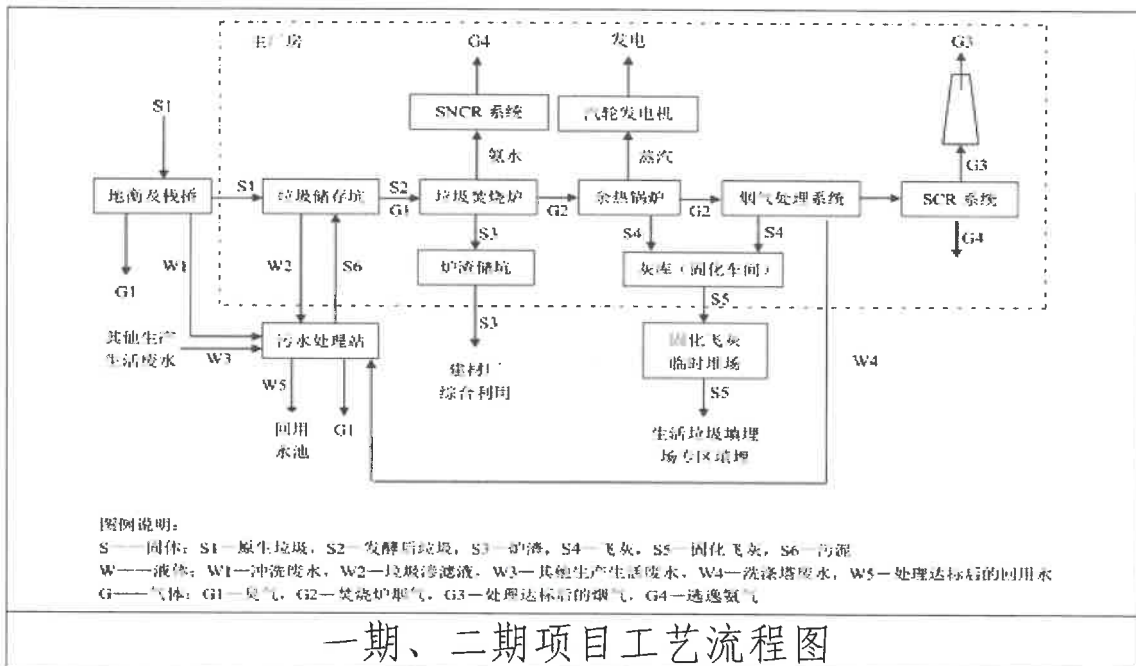 主厂房
G4
发电
G3
S1
SNCR 系统
汽轮发电机
氨水
蒸汽
G3
地衡及栈桥
S1
垃圾储存坑
S2
G1
垃圾焚烧炉
G2
余热锅炉
G2
烟气处理系统
SCR 系统
G1
W1
W2
S6
S3
炉渣储坑
S4
S4
灰库（固化车间）
G4
S5
其他生产
生活废水
W3
污水处理站
S3
固化飞灰
临时堆场
W4
W5
G1
建材厂
综合利用
S5
回用
水池
生活垃圾填埋
场专区填埋
图例说明：
S——固体：S1—原生垃圾，S2—发酵后垃圾，S3—炉渣，S4—飞灰，S5—固化飞灰，S6—污泥
W——液体：W1—冲洗废水，W2—垃圾渗滤液，W3—其他生产生活废水，W4—洗涤塔废水，W5—处理达标后的回用水
G——气体：G1—臭气，G2—焚烧炉烟气，G3—处理达标后的烟气，G4—逃逸氨气
一期、二期项目工艺流程图